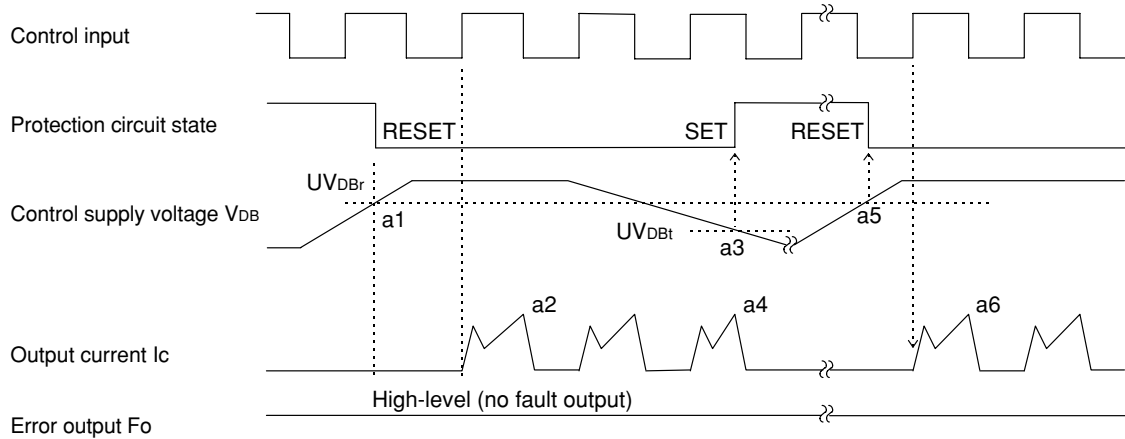 Control input
Protection circuit state
RESET
SET
RESET
UVDBr
Control supply voltage VDB
a1
UVDBt
a3
a5
a2
a4
a6
Output current Ic
High-level (no fault output)
Error output Fo